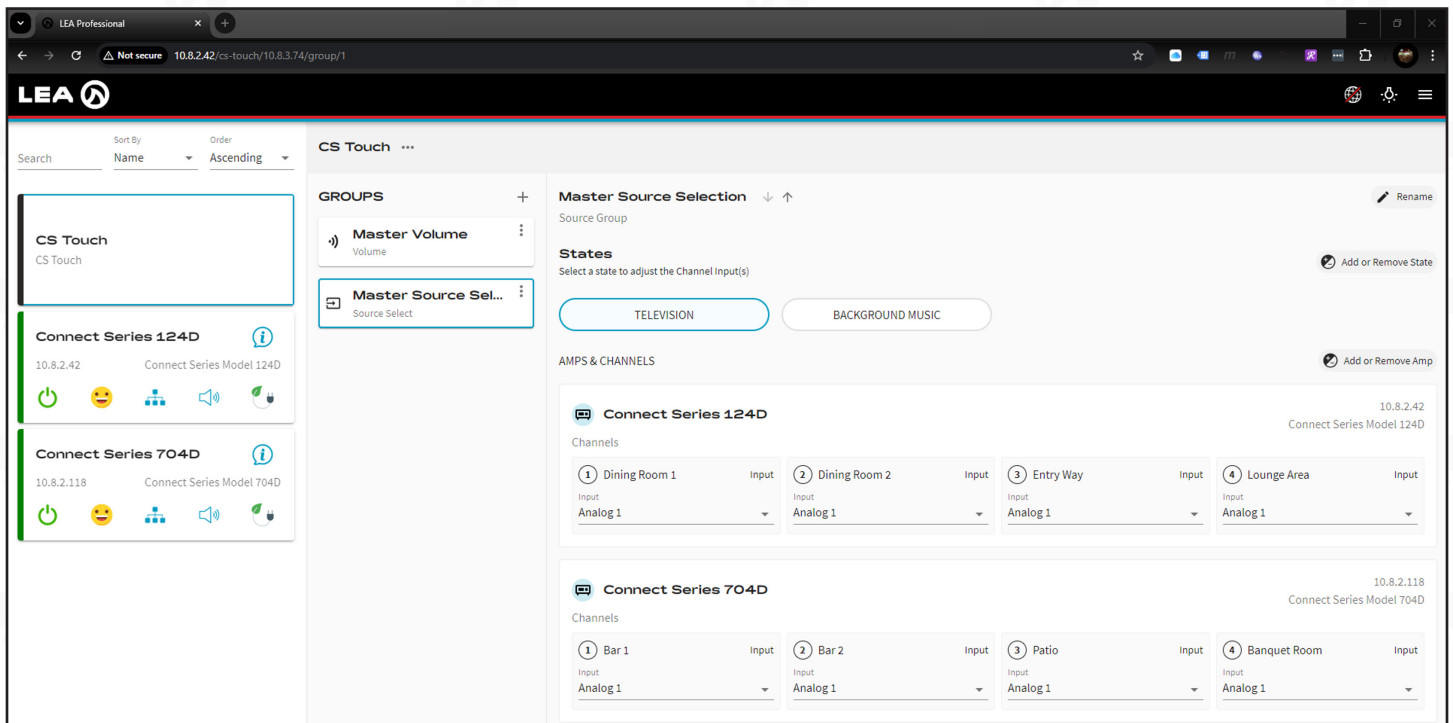 LEA Professional
Not secure 10.8.2.42/cs-touch/10.8.3.74/group/1
LEA
Search
Sort By
Name
Order
Ascending
CS Touch
CS Touch
Connect Series 124D
10.8.2.42 Connect Series Model 124D
Connect Series 704D
10.8.2.118 Connect Series Model 704D
CS Touch
GROUPS
Master Volume
Volume
Master Source Sel...
Source Select
Master Source Selection
Rename
Source Group
States
Select a state to adjust the Channel Input(s)
Add or Remove State
TELEVISION BACKGROUND MUSIC
AMPS & CHANNELS Add or Remove Amp
Connect Series 124D
10.8.2.42
Connect Series Model 124D
Channels
1 Dining Room 1 Input
Input
Analog 1
2 Dining Room 2 Input
Input
Analog 1
3 Entry Way Input
Input
Analog 1
4 Lounge Area Input
Input
Analog 1
Connect Series 704D
10.8.2.118
Connect Series Model 704D
Channels
1 Bar 1 Input
Input
Analog 1
2 Bar 2 Input
Input
Analog 1
3 Patio Input
Input
Analog 1
4 Banquet Room Input
Input
Analog 1